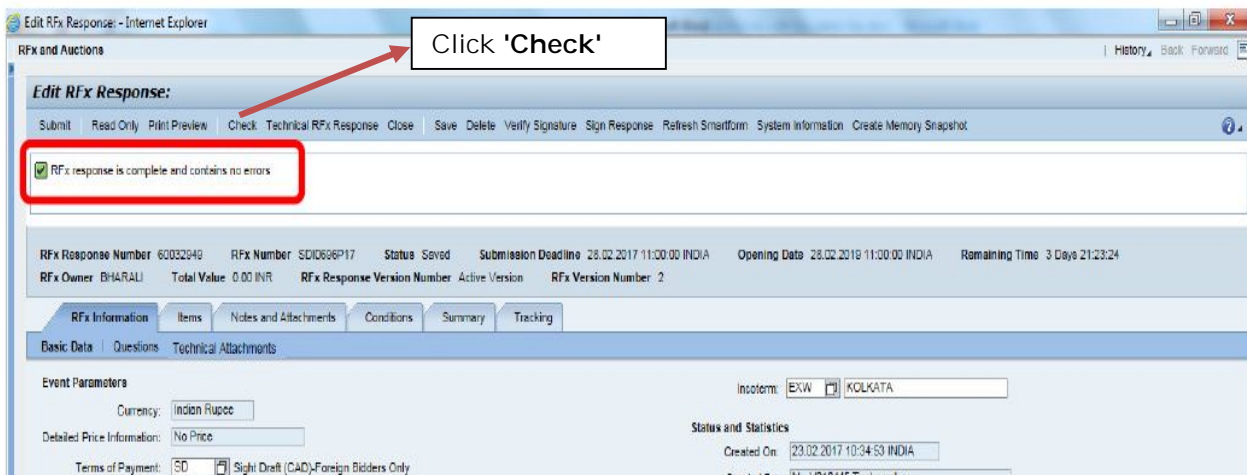 Edit RFx Response: - Internet Explorer
RFx and Auctions
Click 'Check'
History Back Forward
Edit RFx Response:
Submit Read Only Print Preview Check Technical RFx Response Close Save Delete Verify Signature Sign Response Refresh Smartform System Information Create Memory Snapshot
RFx response is complete and contains no errors
RFx Response Number 60032949 RFx Number SDID696P17 Status Saved Submission Deadline 28.02.2017 11:00:00 INDIA Opening Date 28.02.2019 11:00:00 INDIA Remaining Time 3 Days 21:23:24
RFx Owner BHARALI Total Value 0.00 INR RFx Response Version Number Active Version RFx Version Number 2
RFx Information Items Notes and Attachments Conditions Summary Tracking
Basic Data Questions Technical Attachments
Event Parameters
Incoterm: EXW KOLKATA
Currency: Indian Rupee
Status and Statistics
Detailed Price Information: No Price
Created On: 23.02.2017 10:34:53 INDIA
Terms of Payment: SD Sight Draft (CAD)-Foreign Bidders Only